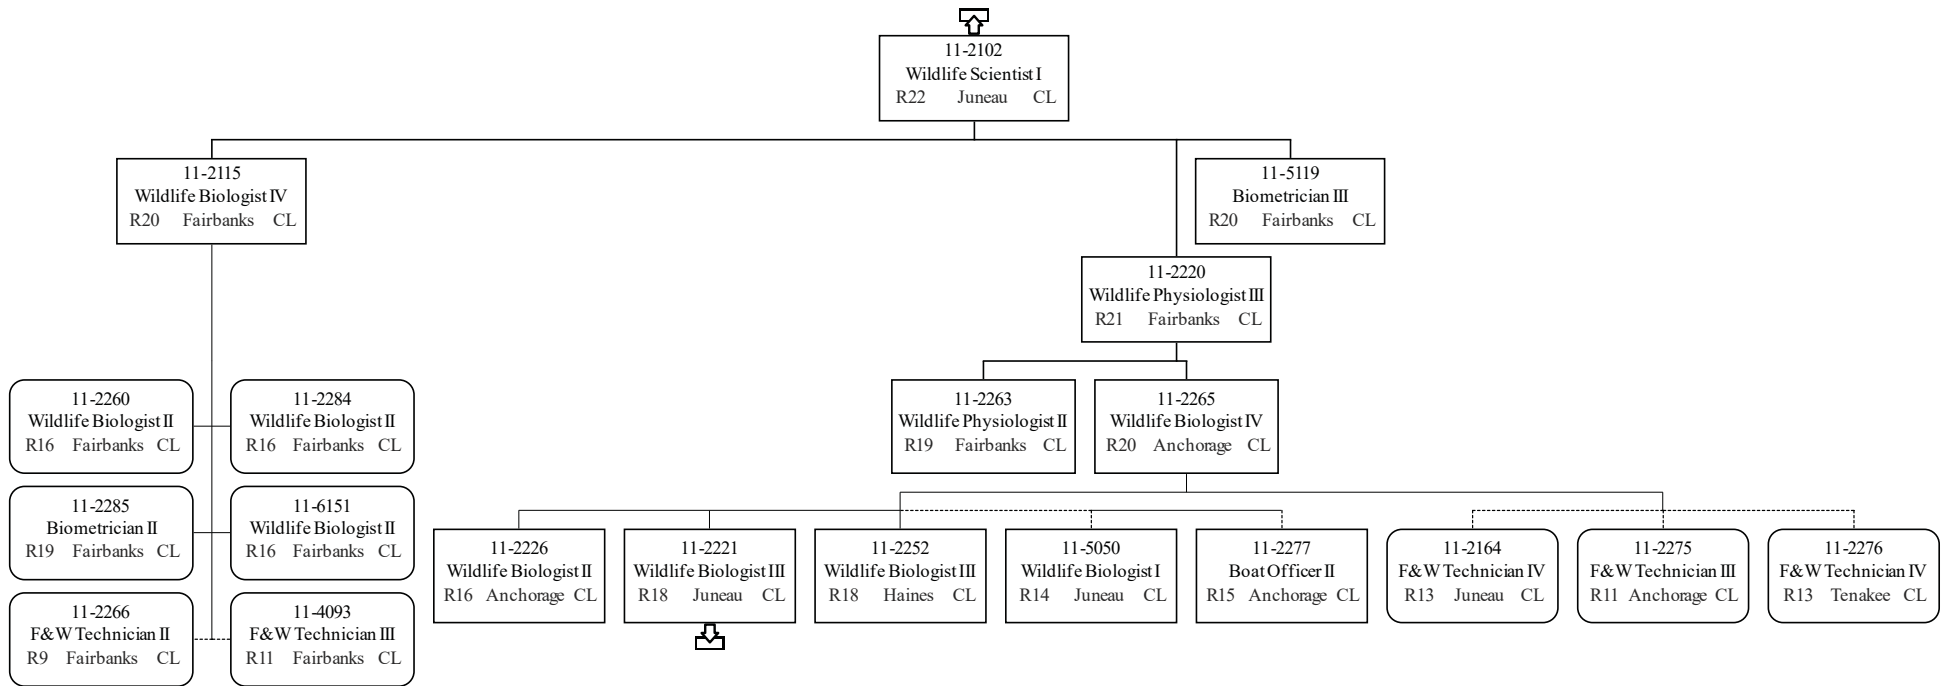 11-2102
Wildlife Scientist I
R22 Juneau CL
11-2115
Wildlife Biologist IV
R20 Fairbanks CL
11-5119
Biometrician III
R20 Fairbanks CL
11-2220
Wildlife Physiologist III
R21 Fairbanks CL
11-2260
Wildlife Biologist II
R16 Fairbanks CL
11-2284
Wildlife Biologist II
R16 Fairbanks CL
11-2263
Wildlife Physiologist II
R19 Fairbanks CL
11-2265
Wildlife Biologist IV
R20 Anchorage CL
11-2285
Biometrician II
R19 Fairbanks CL
11-6151
Wildlife Biologist II
R16 Fairbanks CL
11-2226
Wildlife Biologist II
R16 Anchorage CL
11-2221
Wildlife Biologist III
R18 Juneau CL
11-2252
Wildlife Biologist III
R18 Haines CL
11-5050
Wildlife Biologist I
R14 Juneau CL
11-2277
Boat Officer II
R15 Anchorage CL
11-2164
F&W Technician IV
R13 Juneau CL
11-2275
F&W Technician III
R11 Anchorage CL
11-2276
F&W Technician IV
R13 Tenakee CL
11-2266
F&W Technician II
R9 Fairbanks CL
11-4093
F&W Technician III
R11 Fairbanks CL